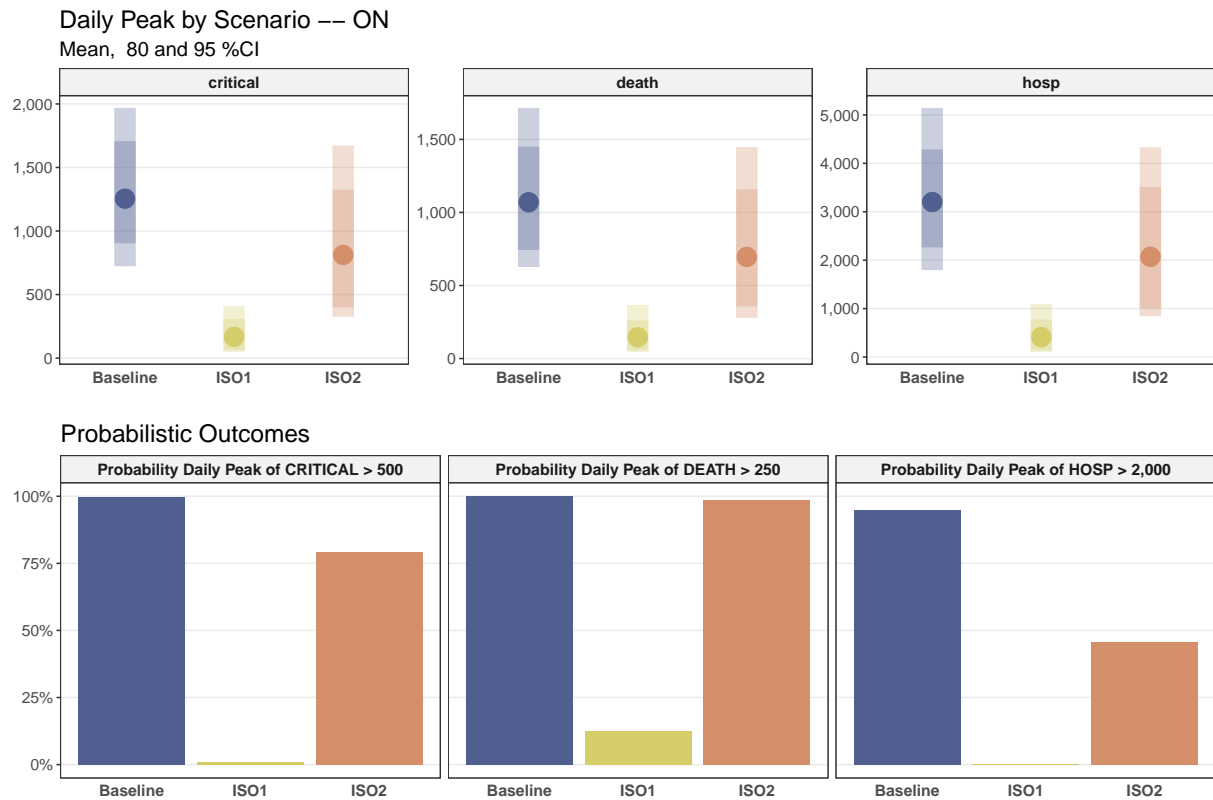 Daily Peak by Scenario −− ON
Mean,  80 and 95 %CI
critical
death
hosp
2,000
1,500
1,000
500
0
1,500
1,000
500
0
5,000
4,000
3,000
2,000
1,000
0
Baseline ISO1 ISO2
Baseline ISO1 ISO2
Baseline ISO1 ISO2
Probabilistic Outcomes
Probability Daily Peak of CRITICAL > 500
Probability Daily Peak of DEATH > 250
Probability Daily Peak of HOSP > 2,000
100%
75%
50%
25%
0%
Baseline ISO1 ISO2
Baseline ISO1 ISO2
Baseline ISO1 ISO2